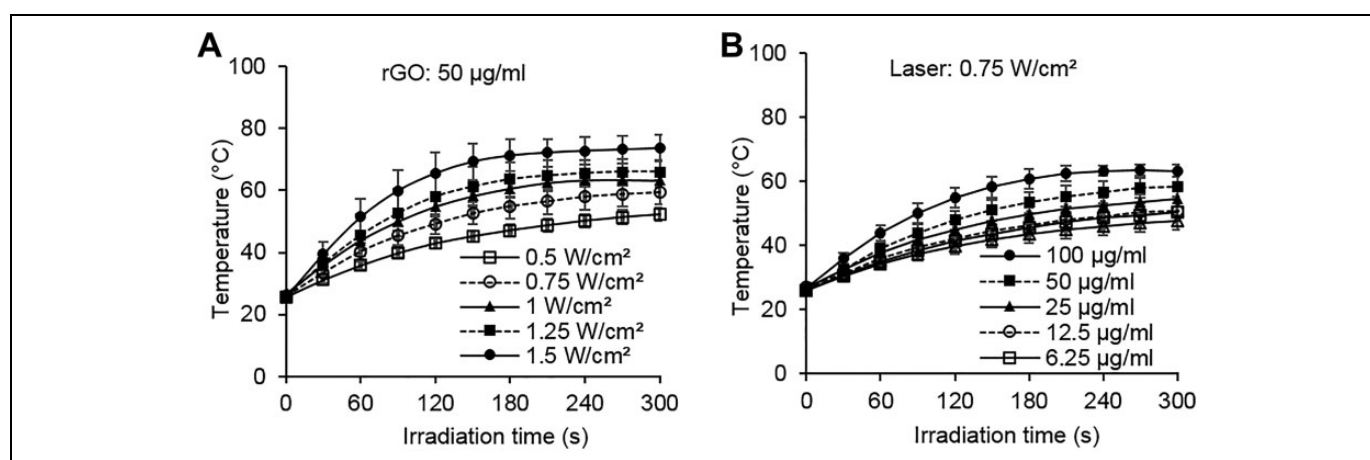 A
rGO: 50 µg/ml
Temperature (°C)
100
80
60
40
20
0
0.5 W/cm²
0.75 W/cm²
1 W/cm²
1.25 W/cm²
1.5 W/cm²
0 60 120 180 240 300
Irradiation time (s)
B
Laser: 0.75 W/cm²
Temperature (°C)
100
80
60
40
20
0
100 µg/ml
50 µg/ml
25 µg/ml
12.5 µg/ml
6.25 µg/ml
0 60 120 180 240 300
Irradiation time (s)